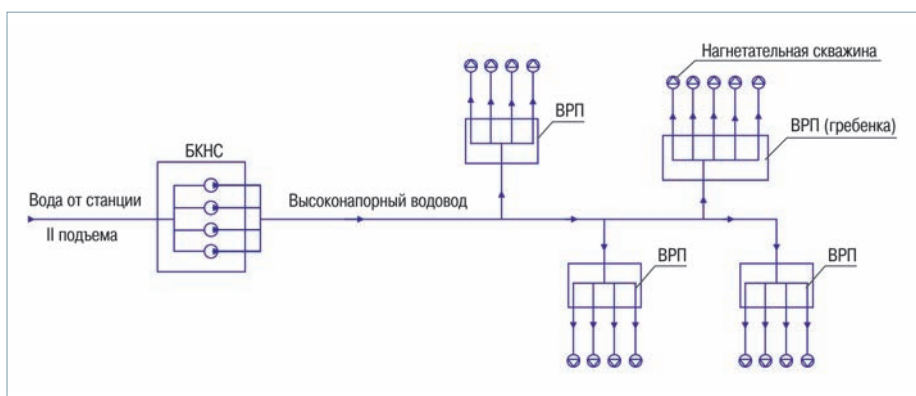 Нагнетательная скважина
ВРП
ВРП (гребенка)
БКНС
Вода от станции
II подъема
Высоконапорный водовод
ВРП
ВРП